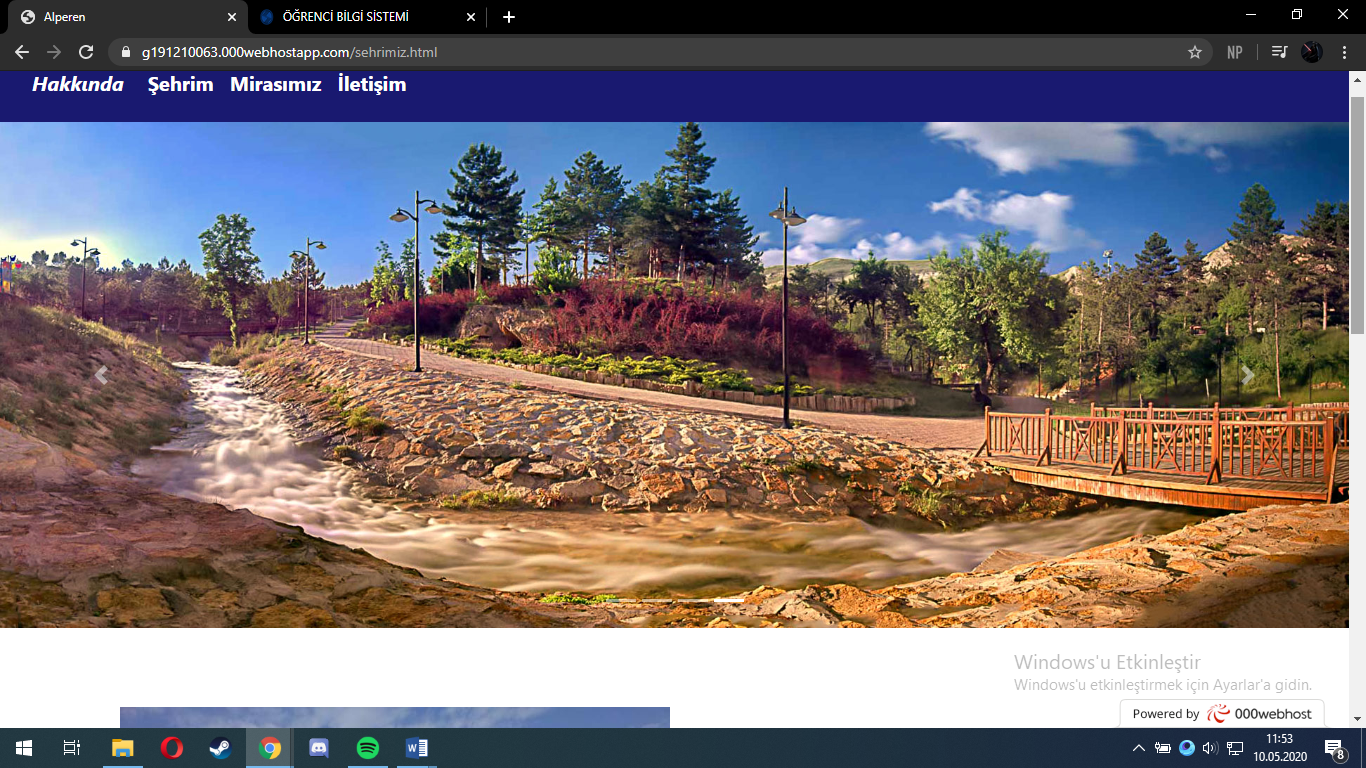 Alperen
ÖĞRENCİ BİLGİ SİSTEMİ
g191210063.000webhostapp.com/sehrimiz.html
NP
Hakkında Şehrim Mirasımız İletişim
Windows'u Etkinleştir
Windows'u etkinleştirmek için Ayarlar'a gidin.
Powered by 000webhost
11:53
10.05.2020
8